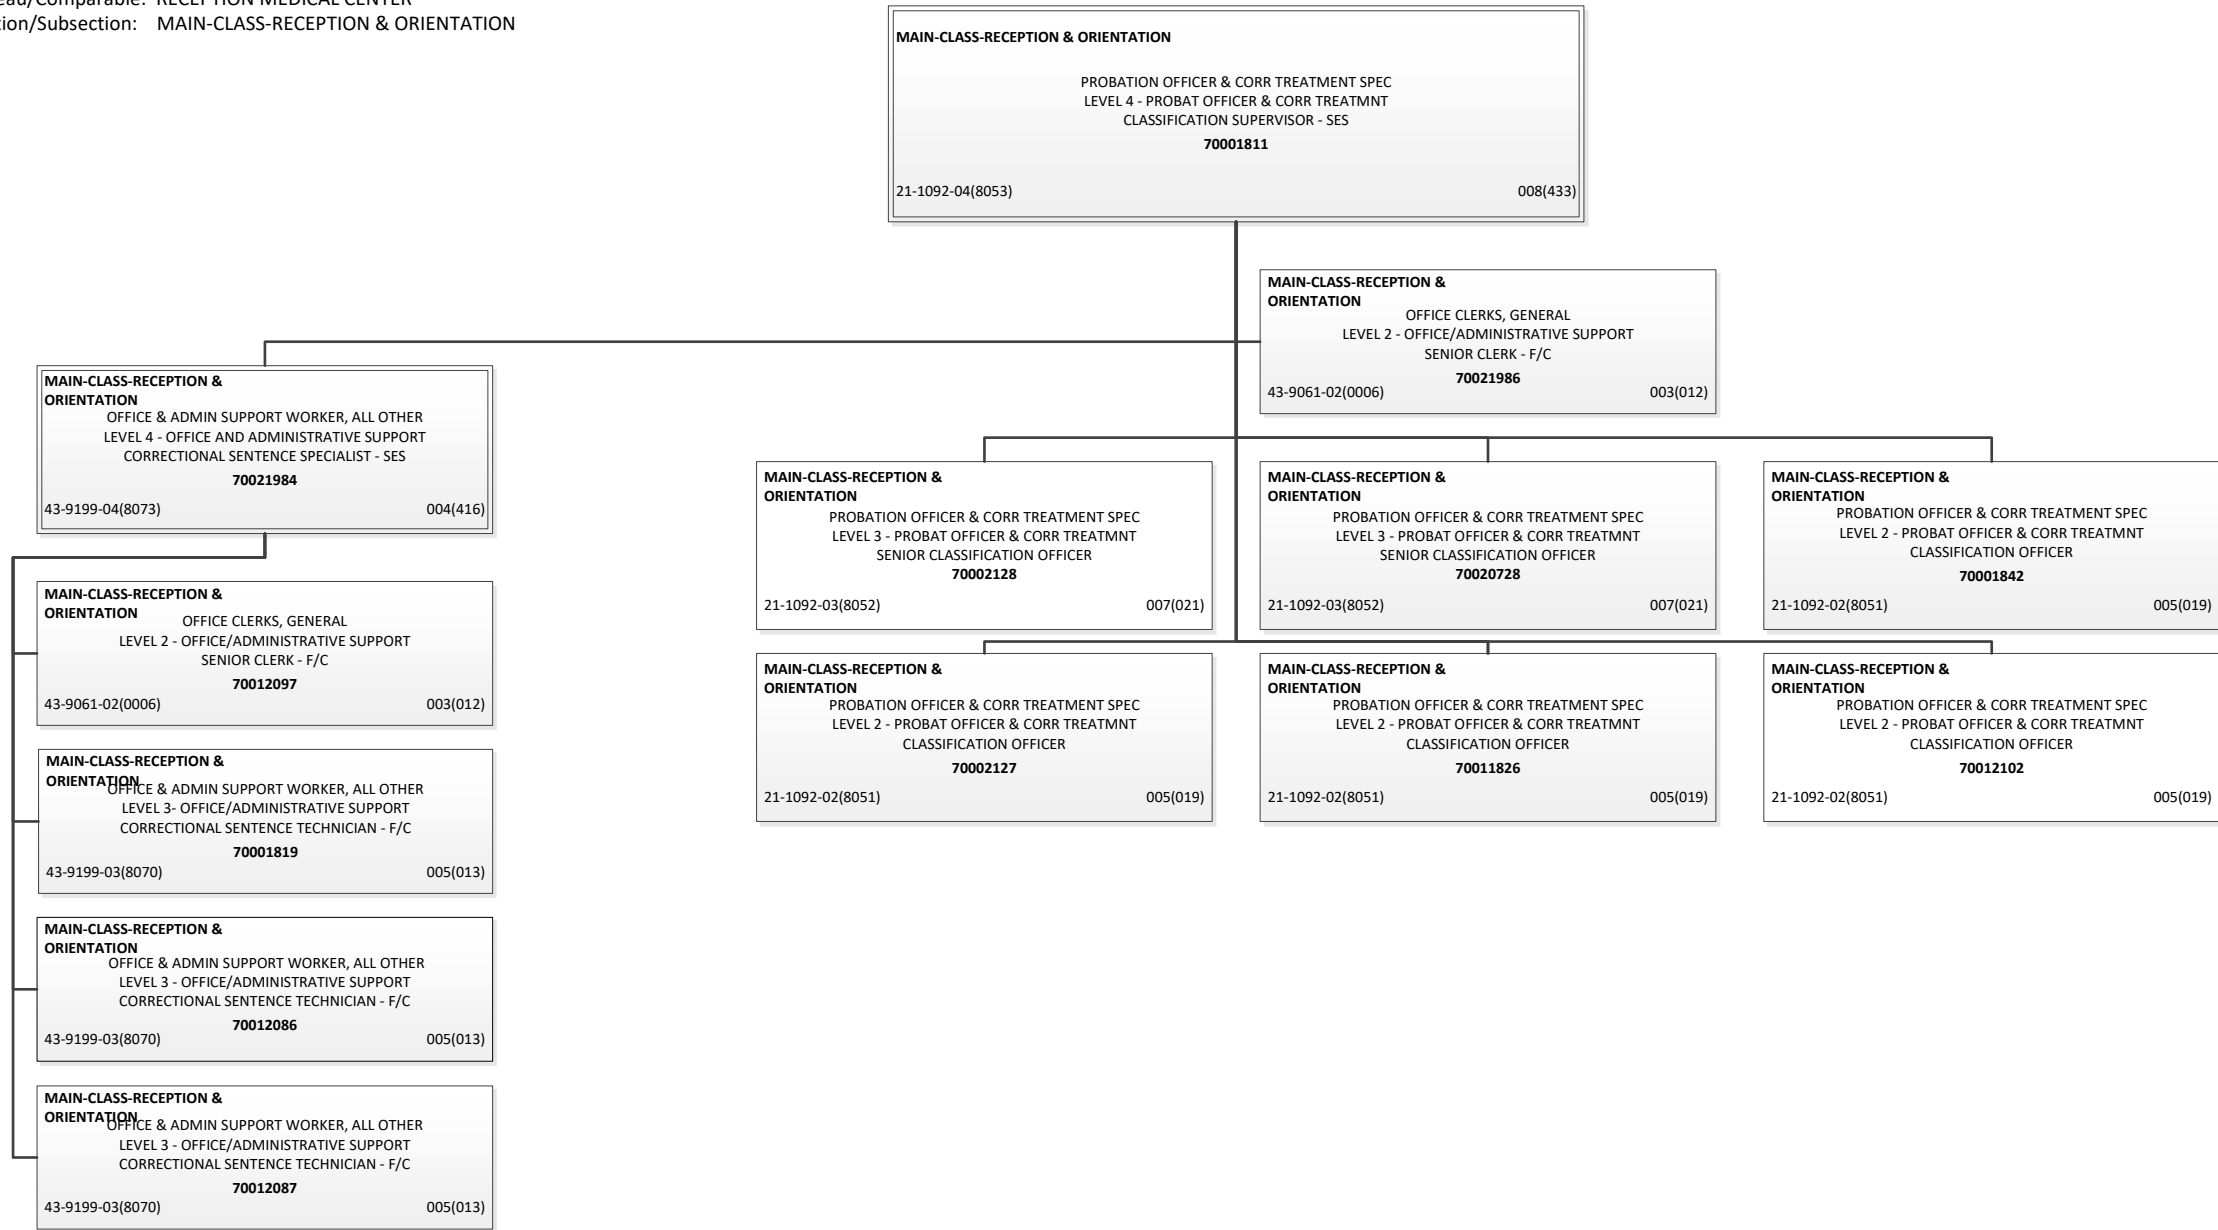 eau/Comparable: RECEPTION MEDICAL CENTER
tion/Subsection: MAIN-CLASS-RECEPTION & ORIENTATION
MAIN-CLASS-RECEPTION & ORIENTATION
PROBATION OFFICER & CORR TREATMENT SPEC
LEVEL 4 - PROBAT OFFICER & CORR TREATMNT
CLASSIFICATION SUPERVISOR - SES
70001811
21-1092-04(8053) 008(433)
MAIN-CLASS-RECEPTION &
ORIENTATION
OFFICE CLERKS, GENERAL
LEVEL 2 - OFFICE/ADMINISTRATIVE SUPPORT
SENIOR CLERK - F/C
70021986
43-9061-02(0006) 003(012)
MAIN-CLASS-RECEPTION &
ORIENTATION
OFFICE & ADMIN SUPPORT WORKER, ALL OTHER
LEVEL 4 - OFFICE AND ADMINISTRATIVE SUPPORT
CORRECTIONAL SENTENCE SPECIALIST - SES
70021984
43-9199-04(8073) 004(416)
MAIN-CLASS-RECEPTION &
ORIENTATION
PROBATION OFFICER & CORR TREATMENT SPEC
LEVEL 3 - PROBAT OFFICER & CORR TREATMNT
SENIOR CLASSIFICATION OFFICER
70002128
21-1092-03(8052) 007(021)
MAIN-CLASS-RECEPTION &
ORIENTATION
PROBATION OFFICER & CORR TREATMENT SPEC
LEVEL 3 - PROBAT OFFICER & CORR TREATMNT
SENIOR CLASSIFICATION OFFICER
70020728
21-1092-03(8052) 007(021)
MAIN-CLASS-RECEPTION &
ORIENTATION
PROBATION OFFICER & CORR TREATMENT SPEC
LEVEL 2 - PROBAT OFFICER & CORR TREATMNT
CLASSIFICATION OFFICER
70001842
21-1092-02(8051) 005(019)
MAIN-CLASS-RECEPTION &
ORIENTATION
OFFICE CLERKS, GENERAL
LEVEL 2 - OFFICE/ADMINISTRATIVE SUPPORT
SENIOR CLERK - F/C
70012097
43-9061-02(0006) 003(012)
MAIN-CLASS-RECEPTION &
ORIENTATION
PROBATION OFFICER & CORR TREATMENT SPEC
LEVEL 2 - PROBAT OFFICER & CORR TREATMNT
CLASSIFICATION OFFICER
70002127
21-1092-02(8051) 005(019)
MAIN-CLASS-RECEPTION &
ORIENTATION
PROBATION OFFICER & CORR TREATMENT SPEC
LEVEL 2 - PROBAT OFFICER & CORR TREATMNT
CLASSIFICATION OFFICER
70011826
21-1092-02(8051) 005(019)
MAIN-CLASS-RECEPTION &
ORIENTATION
PROBATION OFFICER & CORR TREATMENT SPEC
LEVEL 2 - PROBAT OFFICER & CORR TREATMNT
CLASSIFICATION OFFICER
70012102
21-1092-02(8051) 005(019)
MAIN-CLASS-RECEPTION &
ORIENTATION
OFFICE & ADMIN SUPPORT WORKER, ALL OTHER
LEVEL 3- OFFICE/ADMINISTRATIVE SUPPORT
CORRECTIONAL SENTENCE TECHNICIAN - F/C
70001819
43-9199-03(8070) 005(013)
MAIN-CLASS-RECEPTION &
ORIENTATION
OFFICE & ADMIN SUPPORT WORKER, ALL OTHER
LEVEL 3 - OFFICE/ADMINISTRATIVE SUPPORT
CORRECTIONAL SENTENCE TECHNICIAN - F/C
70012086
43-9199-03(8070) 005(013)
MAIN-CLASS-RECEPTION &
ORIENTATION
OFFICE & ADMIN SUPPORT WORKER, ALL OTHER
LEVEL 3 - OFFICE/ADMINISTRATIVE SUPPORT
CORRECTIONAL SENTENCE TECHNICIAN - F/C
70012087
43-9199-03(8070) 005(013)